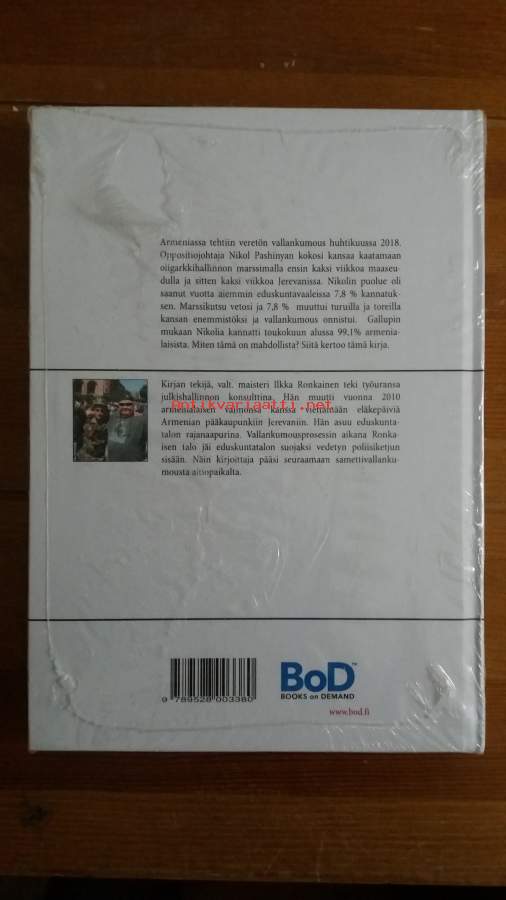 Armeniassa tehtiin veretön vallankumous huhtikuussa 2018.
Oppositiojohtaja Nikol Pashinyan kokosi kansaa kaatamaan
oligarkkihallinnon marssimalla ensin kaksi viikkoa maaseu-
dulla ja sitten kaksi viikkoa Jerevanissa. Nikolin puolue oli
saanut vuotta aiemmin eduskuntavaaleissa 7,8 % kannatuk-
sen. Marssikutsu vetosi ja 7,8 % muuttui turuilla ja toreilla
kansan enemmistöksi ja vallankumous onnistui. Gallupin
mukaan Nikolia kannatti toukokuun alussa 99,1% armenia-
laisista. Miten tämä on mahdollista? Siitä kertoo tämä kirja.
Kirjan tekijä, valt. maisteri Ilkka Ronkainen teki työuransa
julkishallinnon konsulttina. Hän muutti vuonna 2010
antikvariaatti.net
armenialaisen vaimonsa kanssa viettämään eläkepäiviä
Armenian pääkaupunkiin Jerevaniin. Hän asuu eduskunta-
talon rajanaapurina. Vallankumousprosessin aikana Ronka-
isen talo jäi eduskuntatalon suojaksi vedetyn poliisiketjun
sisään. Näin kirjoittaja pääsi seuraamaan samettivallanku-
mousta aitiopaikalta.
BoD™
BOOKS on DEMAND
9 789528 003380
www.bod.fi